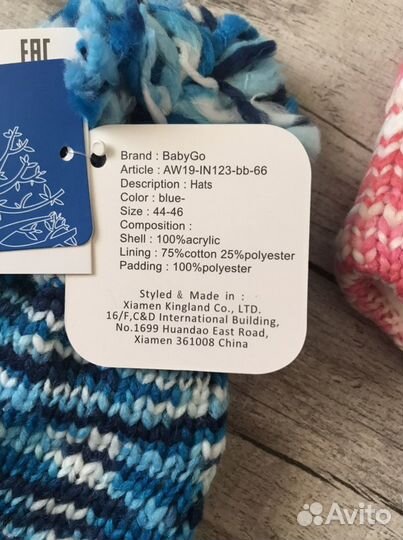 EAC
Brand : BabyGo
Article : AW19-IN123-bb-66
Description : Hats
Color : blue-
Size : 44-46
Composition :
Shell : 100%acrylic
Lining : 75%cotton 25%polyester
Padding : 100%polyester
Styled & Made in :
Xiamen Kingland Co., LTD.
16/F,C&D International Building,
No.1699 Huandao East Road,
Xiamen 361008 China
Avito